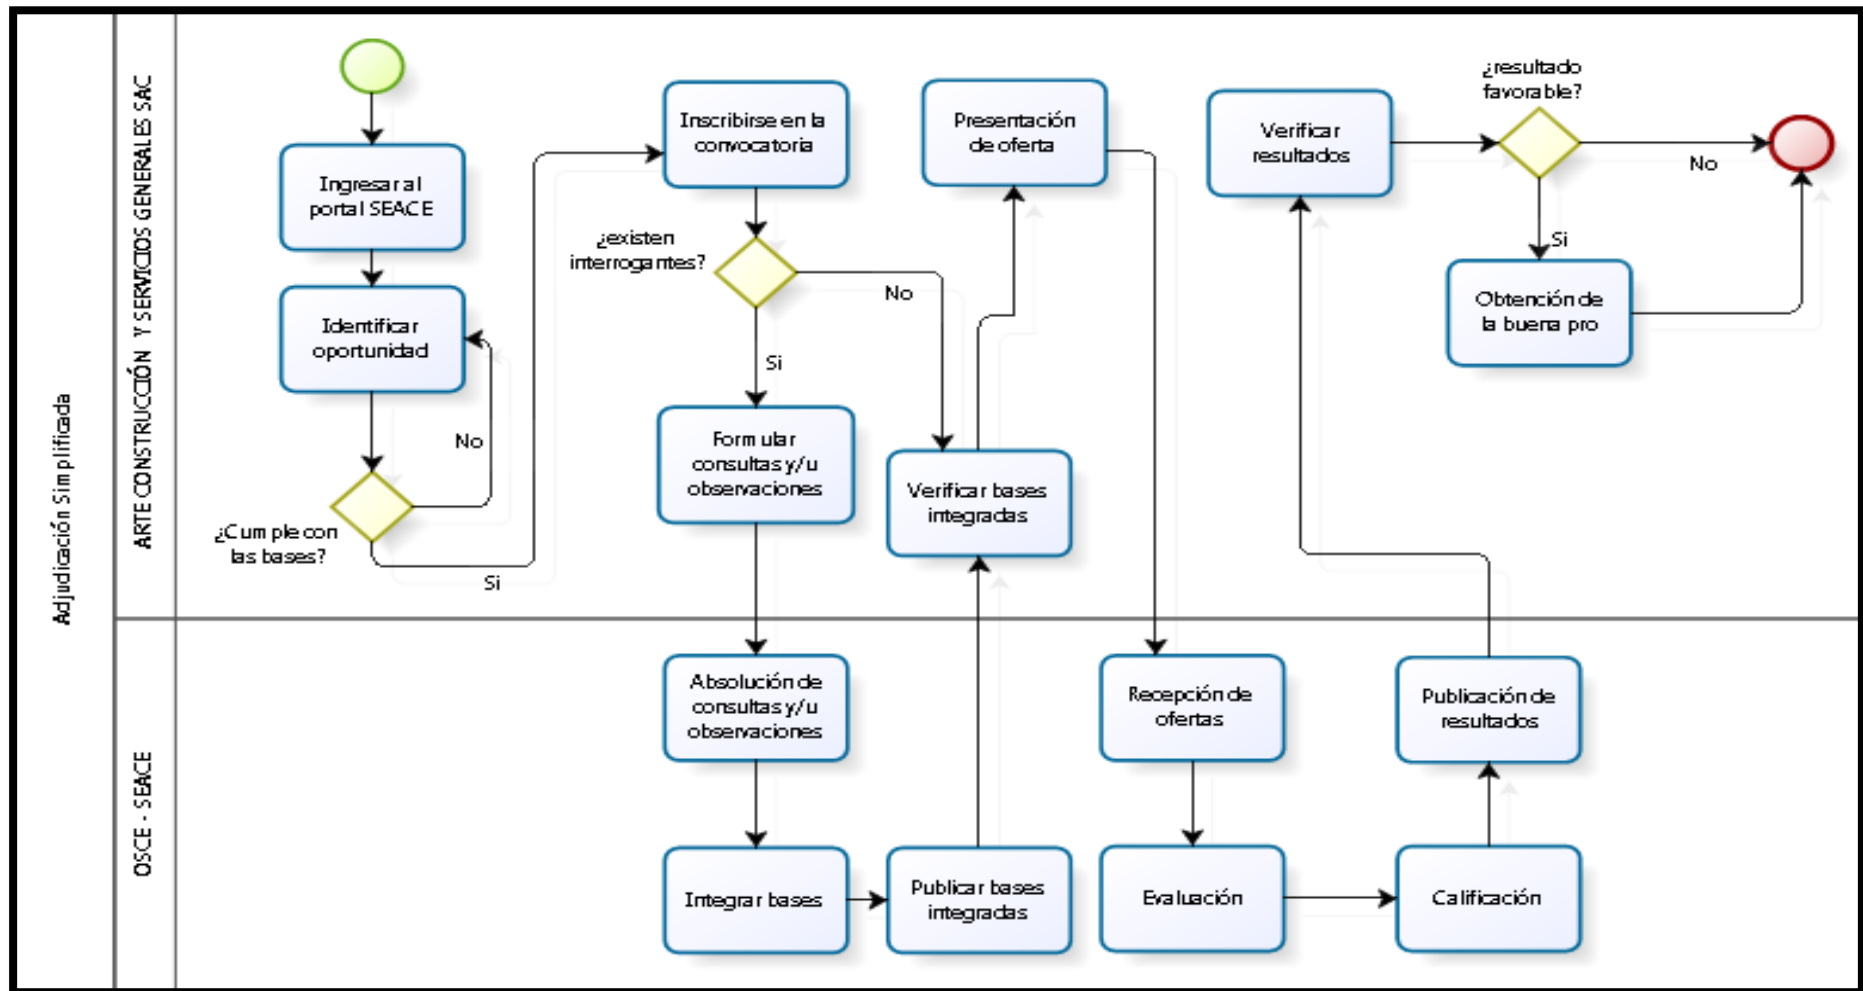 Adjudicación Simplificada
ARTE CONSTRUCCIÓN Y SERVICIOS GENERALES SAC
Ingresar al
portal SEACE
Identificar
oportunidad
No
¿Cumple con
las bases?
Si
Inscribirse en la
convocatoria
¿existen
interrogantes?
No
Si
Formular
consultas y/u
observaciones
Verificar bases
integradas
Presentación
de oferta
Verificar
resultados
¿resultado
favorable?
No
Si
Obtención de
la buena pro
OSCE - SEACE
Absolución de
consultas y/u
observaciones
Integrar bases
Publicar bases
integradas
Recepción de
ofertas
Evaluación
Calificación
Publicación de
resultados